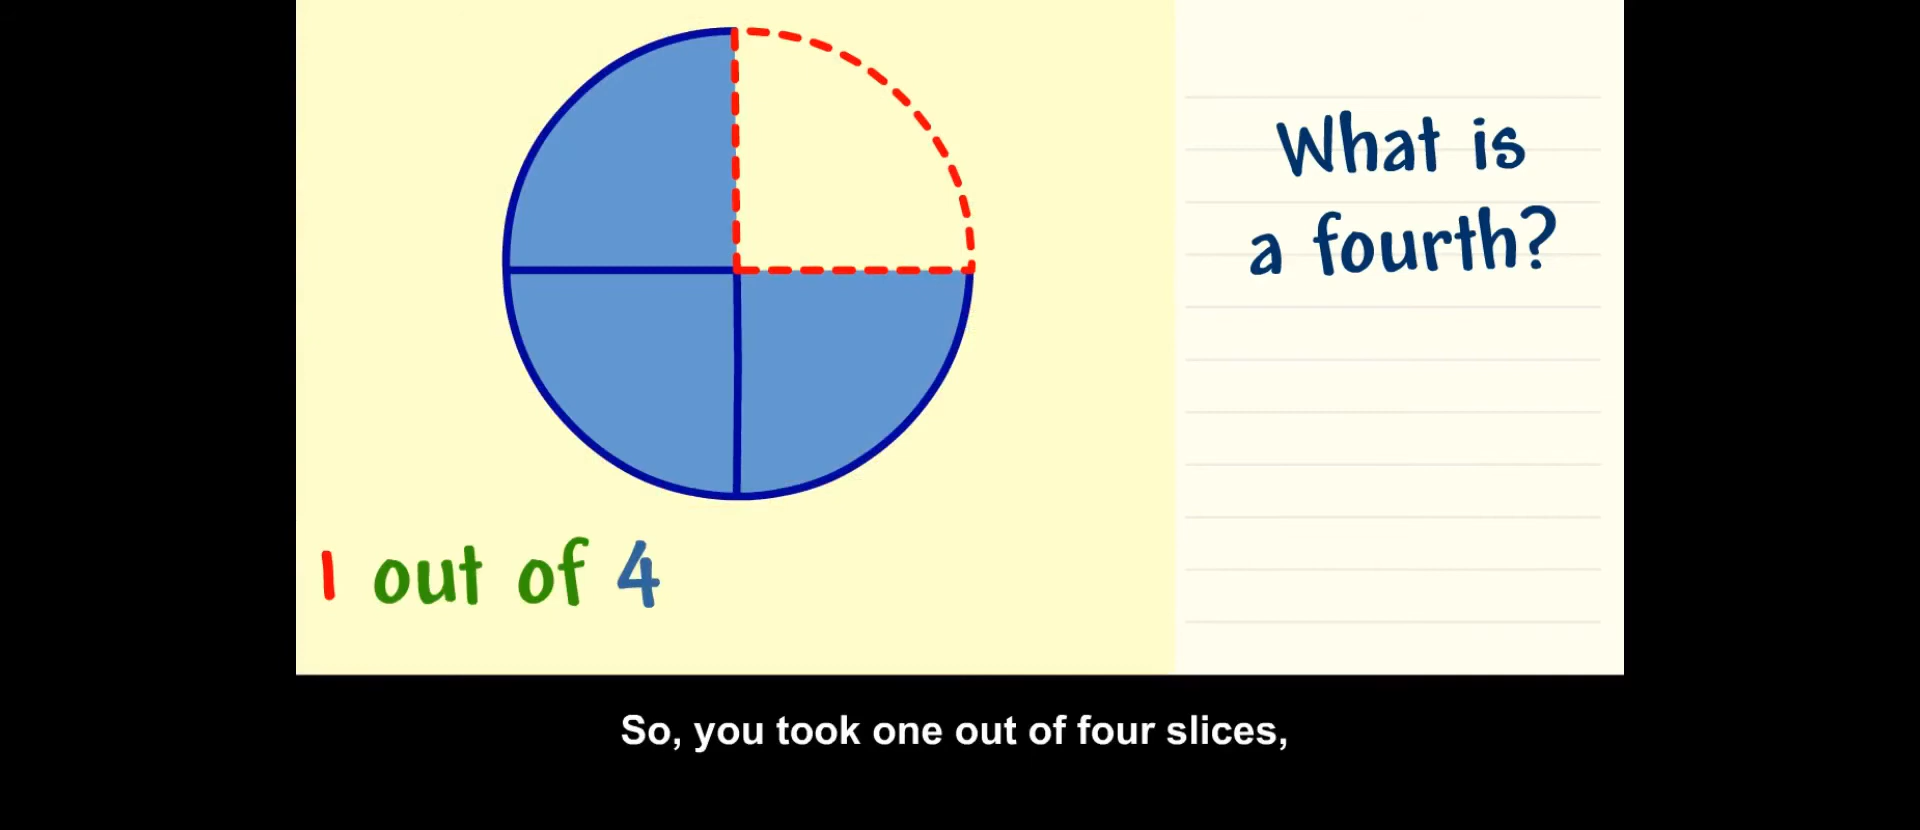 What is
a fourth?
1 out of 4
So, you took one out of four slices,